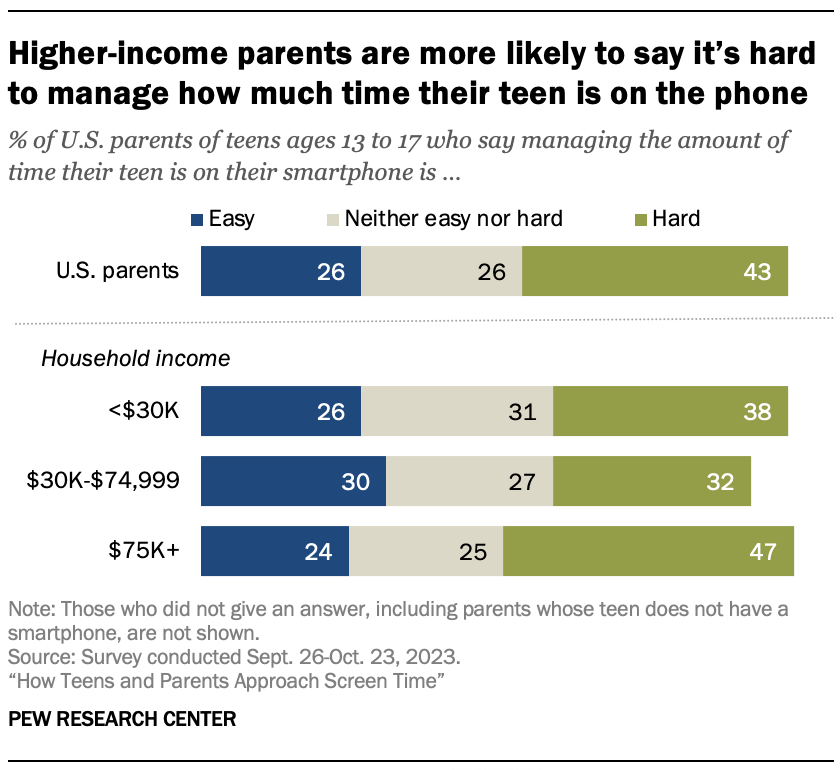 Higher-income parents are more likely to say it’s hard
to manage how much time their teen is on the phone
% of U.S. parents of teens ages 13 to 17 who say managing the amount of
time their teen is on their smartphone is ...
Easy Neither easy nor hard Hard
U.S. parents 26 26 43
Household income
<$30K 26 31 38
$30K-$74,999 30 27 32
$75K+ 24 25 47
Note: Those who did not give an answer, including parents whose teen does not have a
smartphone, are not shown.
Source: Survey conducted Sept. 26-Oct. 23, 2023.
“How Teens and Parents Approach Screen Time”
PEW RESEARCH CENTER